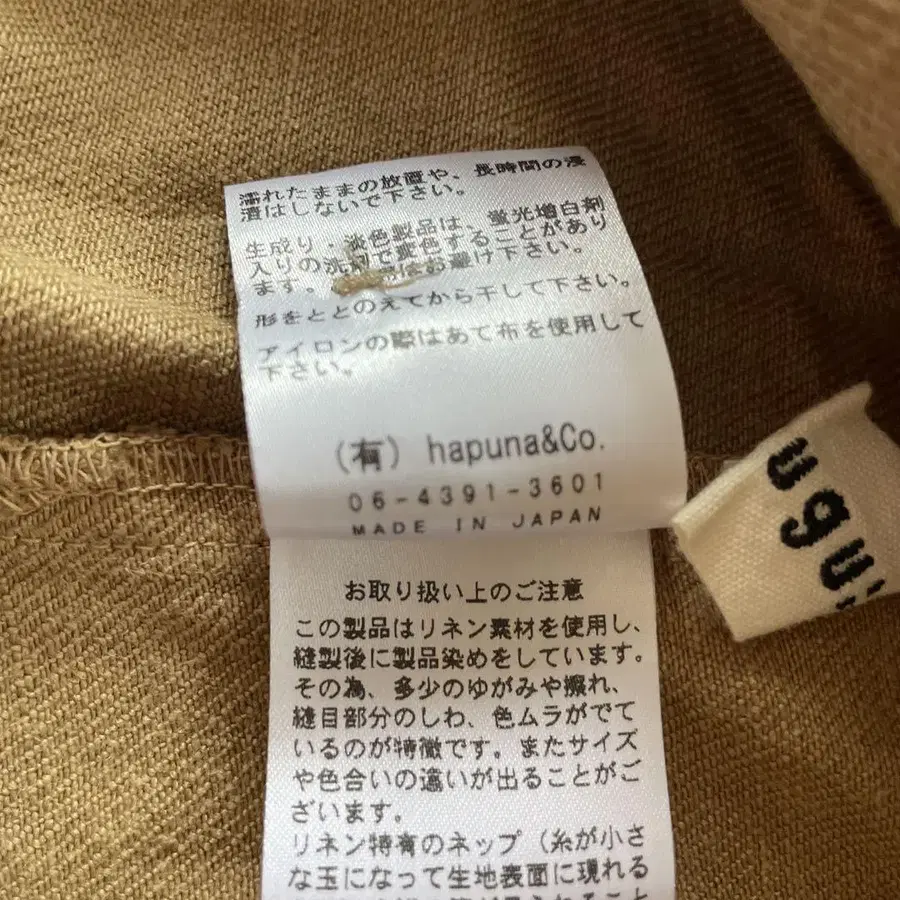 濡れたままの放置や、長時間の浸
漬はしないで下さい。
生成り・淡色製品は、蛍光増白剤
入りの洗剤で変色することがあり
ます。 使用はお避け下さい。
形をととのえてから干して下さい。
アイロンの際はあて布を使用して
下さい。
(有) hapuna&Co.
06-4391-3601
MADE IN JAPAN
お取り扱い上のご注意
この製品はリネン素材を使用し、
縫製後に製品染めをしています。
その為、多少のゆがみや擦れ、
縫目部分のしわ、色ムラがでて
いるのが特徴です。またサイズ
や色合いの違いが出ることがご
ざいます。
リネン特有のネップ（糸が小さ
な玉になって生地表面に現れる
ugu